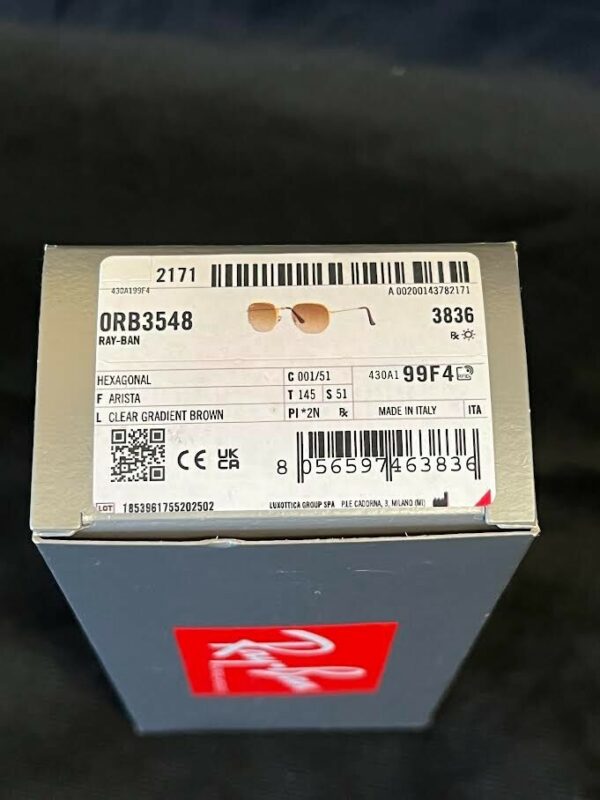 2171
430A199F4
A 00200143782171
0RB3548
3836
RAY-BAN
Rx
HEXAGONAL
C 001/51
430A1 99F4
F ARISTA
T 145 S 51
L CLEAR GRADIENT BROWN
PI *2N Rx
MADE IN ITALY
ITA
CE UK CA
8 056597 463836
LOT 1853961755202502
LUXOTTICA GROUP SPA P.LE CADORNA, 3, MILANO (MI)
Ray-Ban